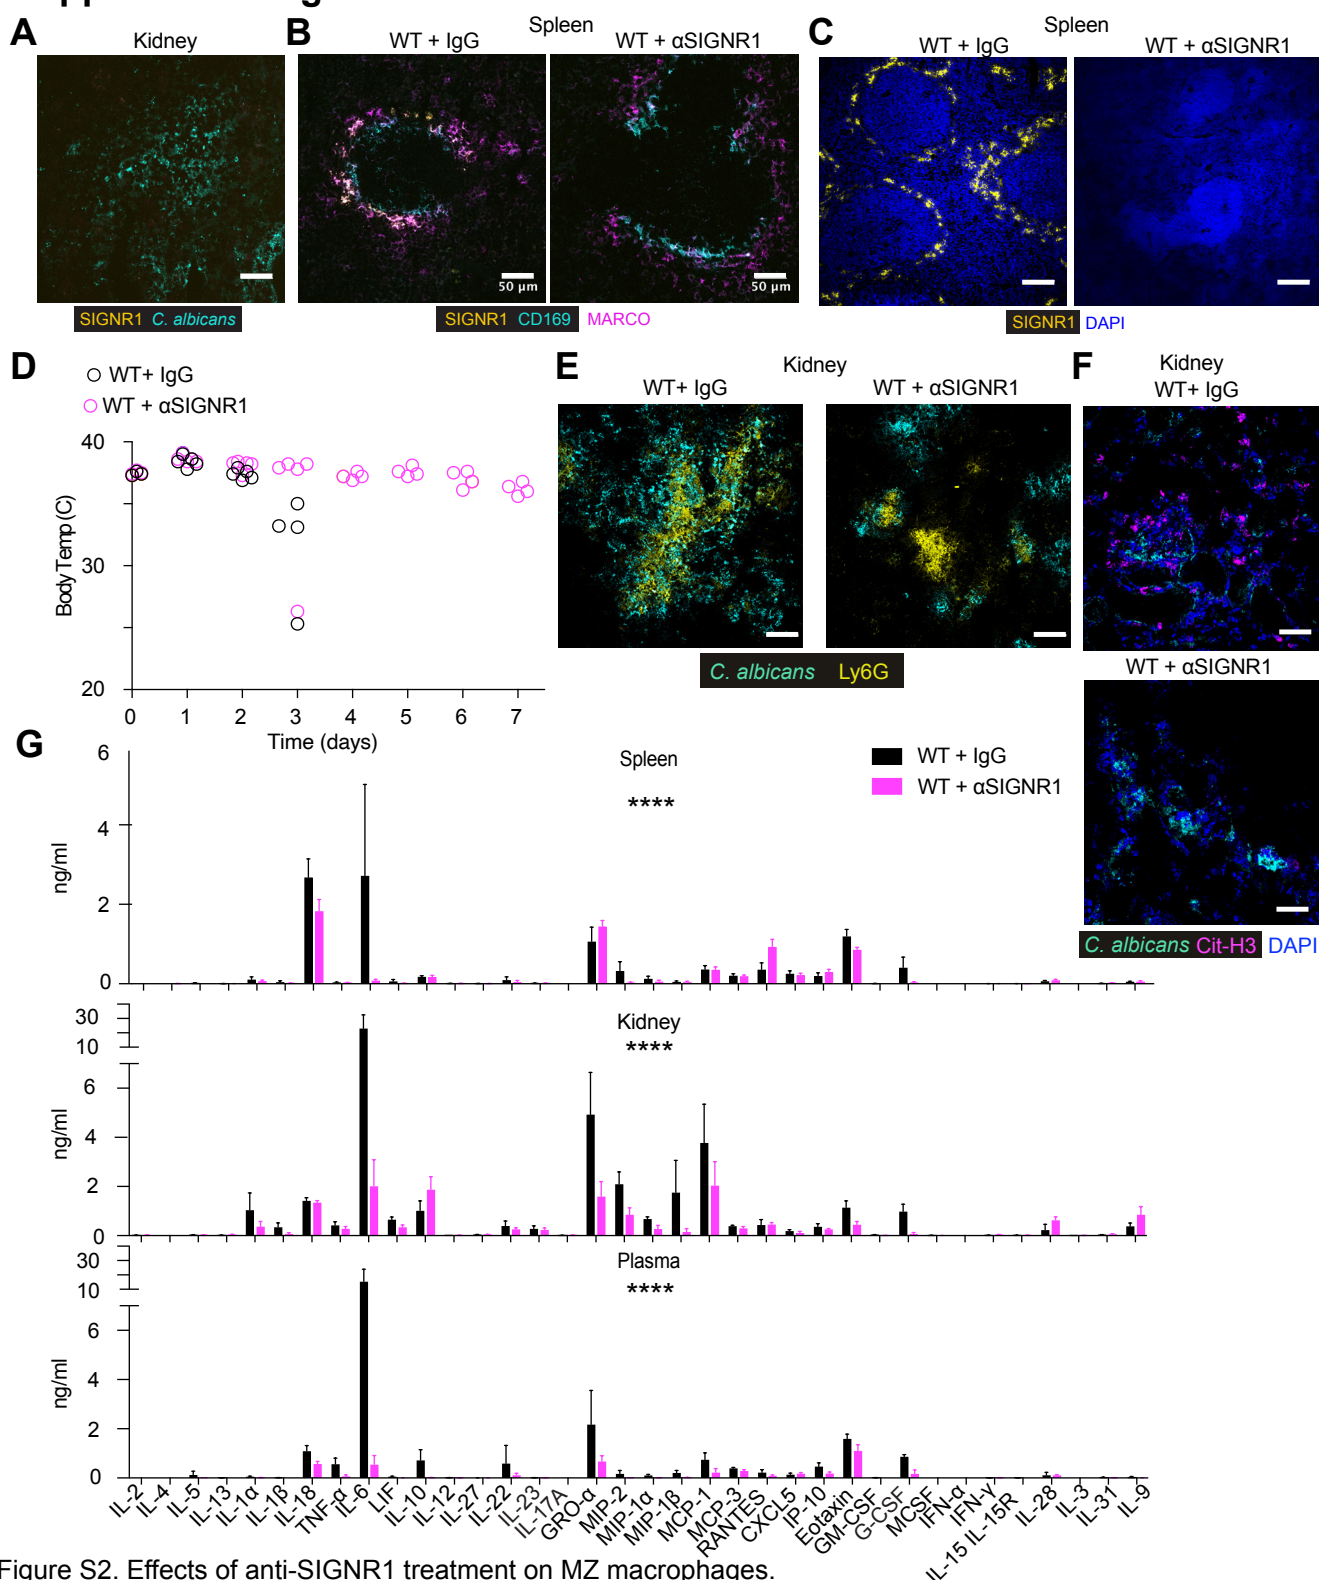 A
Kidney
SIGNR1 C. albicans
B
Spleen
WT + IgG
WT + αSIGNR1
50 µm
50 µm
SIGNR1 CD169 MARCO
C
Spleen
WT + IgG
WT + αSIGNR1
SIGNR1 DAPI
D
WT+ IgG
WT + αSIGNR1
Body Temp (C)
40
30
20
0 1 2 3 4 5 6 7
Time (days)
E
Kidney
WT+ IgG
WT + αSIGNR1
C. albicans Ly6G
F
Kidney
WT+ IgG
WT + αSIGNR1
C. albicans Cit-H3 DAPI
G
WT + IgG
WT + αSIGNR1
Spleen
****
ng/ml
6
4
2
0
Kidney
****
ng/ml
30
10
6
4
2
0
Plasma
****
ng/ml
30
10
6
4
2
0
IL-2
IL-4
IL-5
IL-13
IL-1α
IL-1β
IL-18
TNF-α
IL-6
LIF
IL-10
IL-12
IL-27
IL-22
IL-23
IL-17A
GRO-α
MIP-2
MIP-1α
MIP-1β
MCP-1
MCP-3
RANTES
CXCL5
IP-10
Eotaxin
GM-CSF
G-CSF
MCSF
IFN-α
IFN-γ
IL-15 IL-15R
IL-28
IL-3
IL-31
IL-9
Figure S2. Effects of anti-SIGNR1 treatment on MZ macrophages.